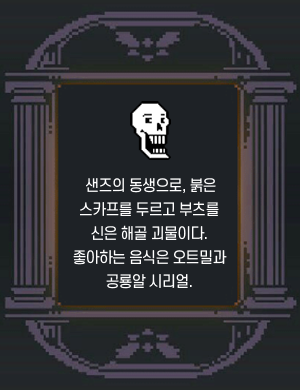 샌즈의 동생으로, 붉은
스카프를 두르고 부츠를
신은 해골 괴물이다.
좋아하는 음식은 오트밀과
공룡알 시리얼.